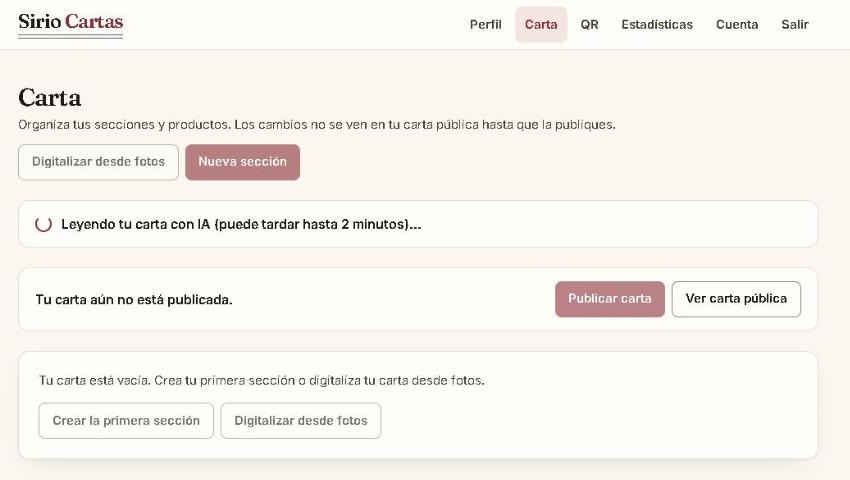 Sirio Cartas
Perfil Carta QR Estadísticas Cuenta Salir
Carta
Organiza tus secciones y productos. Los cambios no se ven en tu carta pública hasta que la publiques.
Digitalizar desde fotos Nueva sección
Leyendo tu carta con IA (puede tardar hasta 2 minutos)...
Tu carta aún no está publicada. Publicar carta Ver carta pública
Tu carta está vacía. Crea tu primera sección o digitaliza tu carta desde fotos.
Crear la primera sección Digitalizar desde fotos